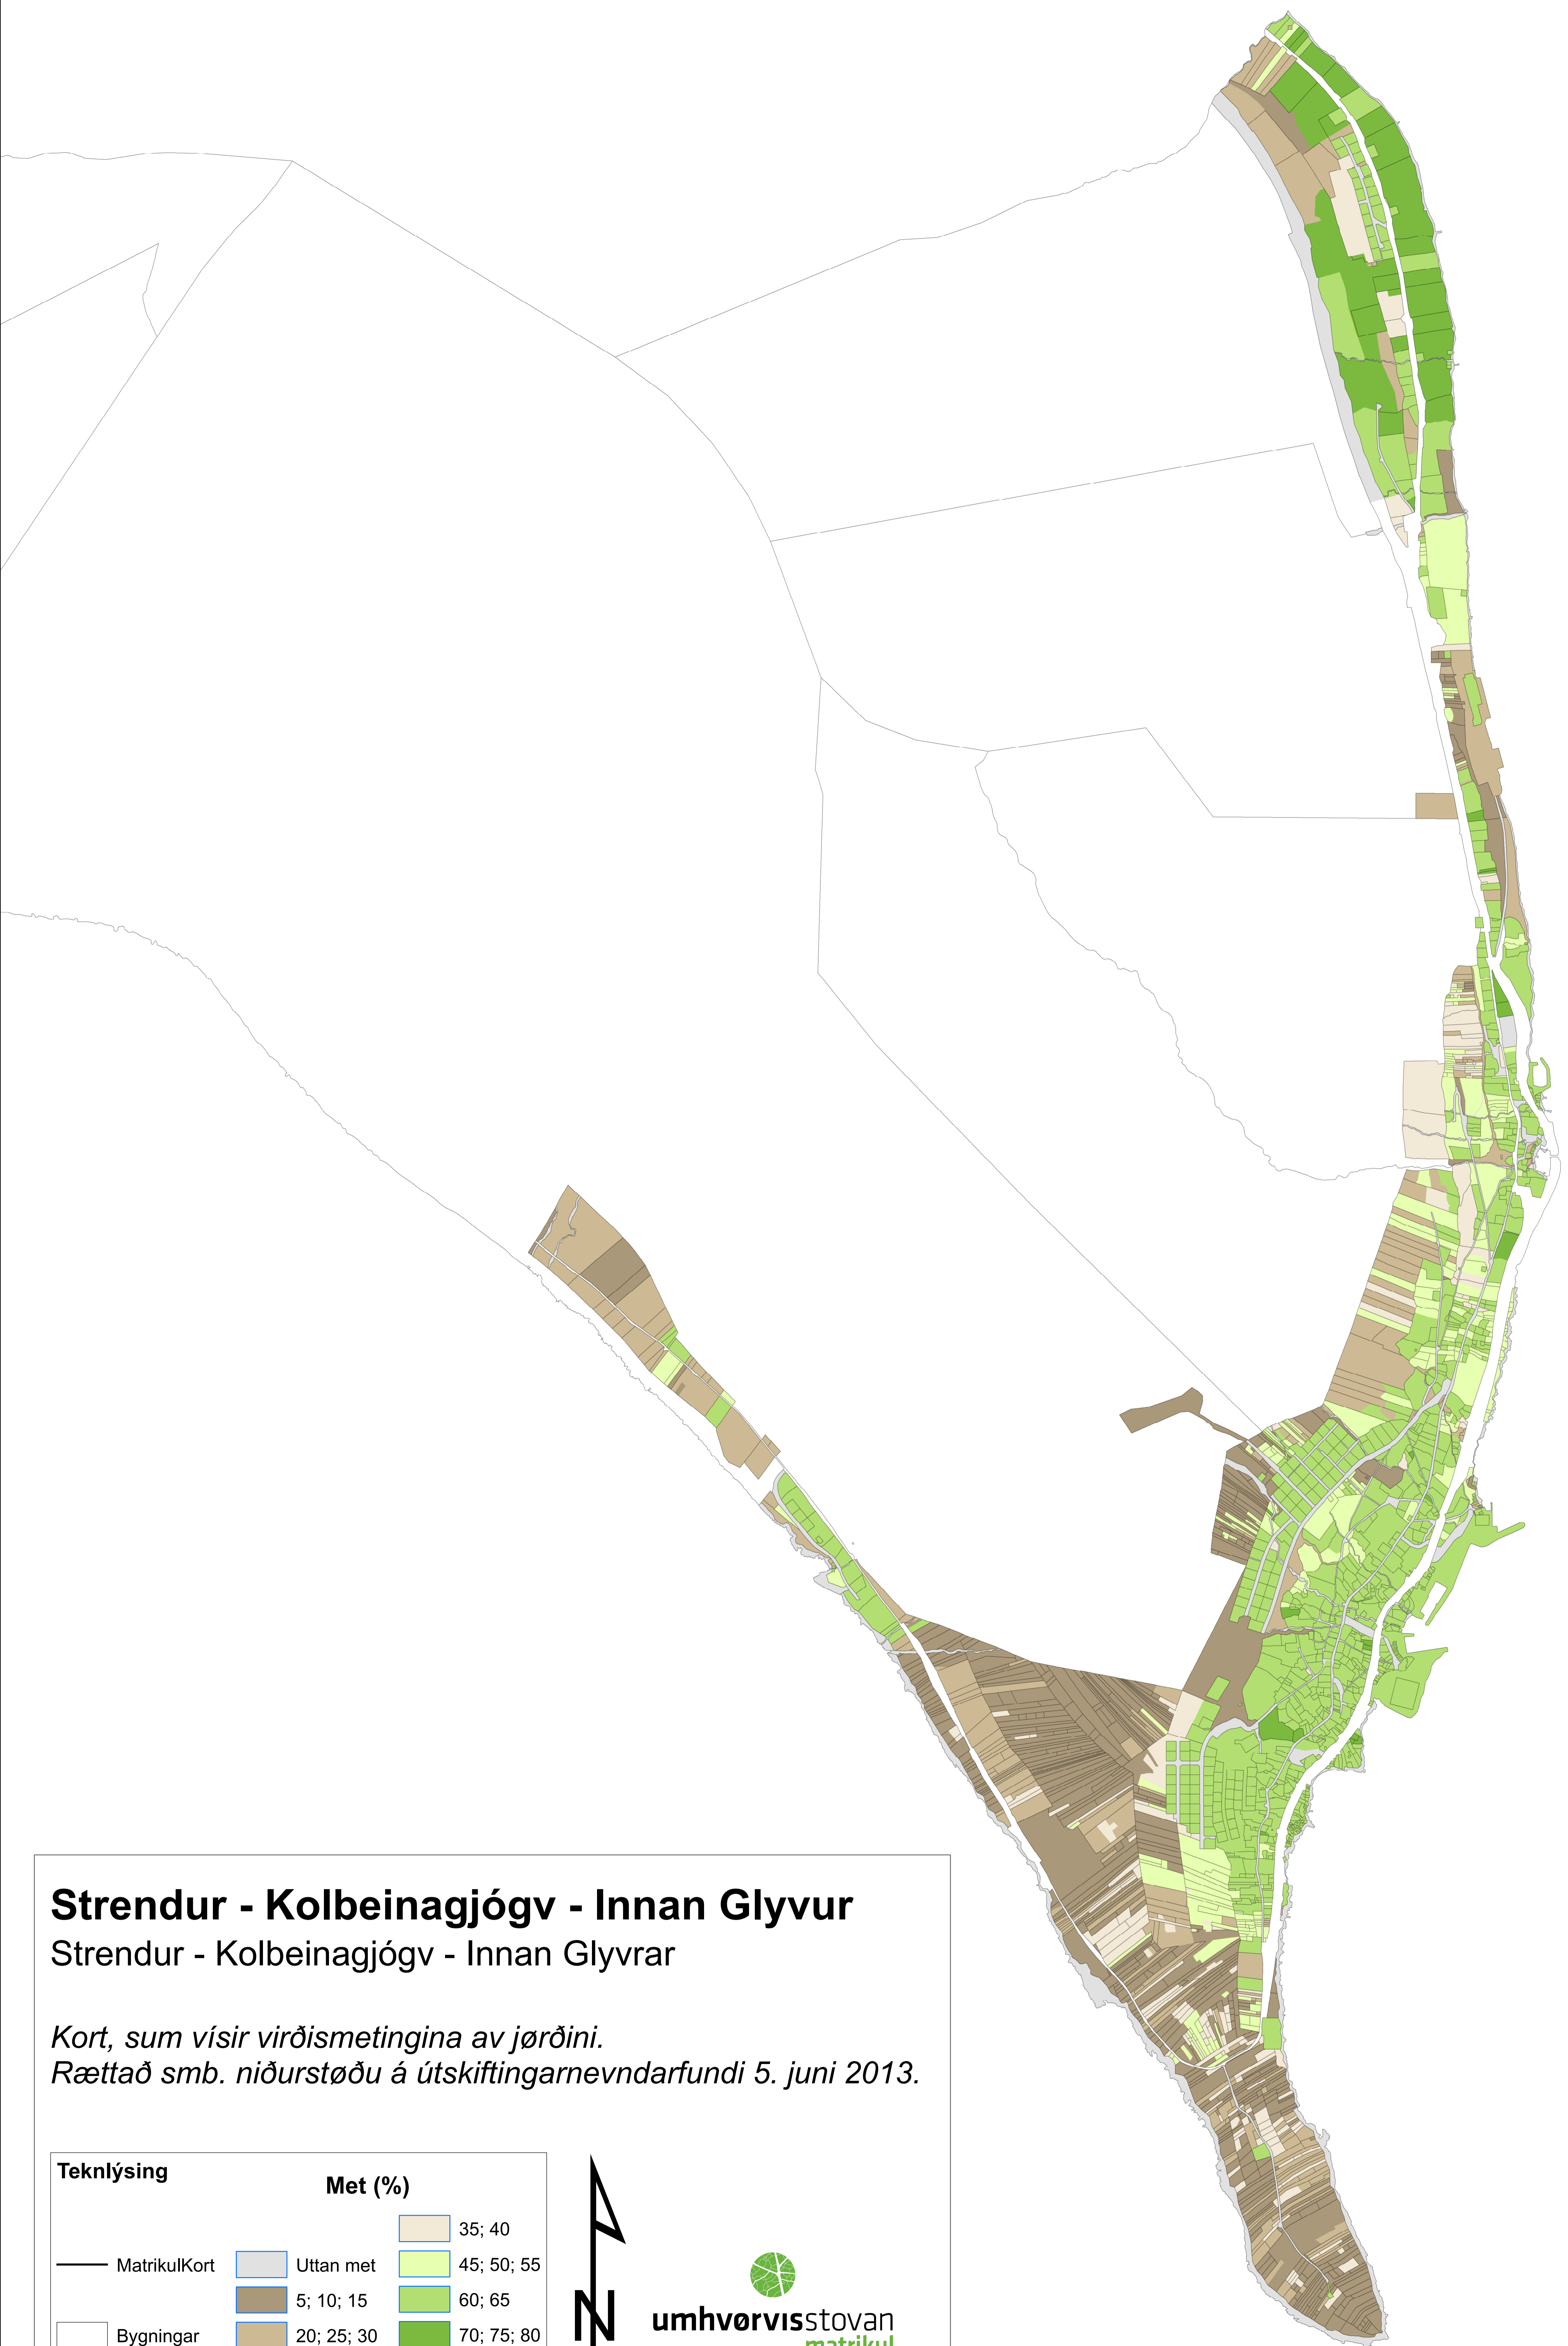 Strendur - Kolbeinagjógv - Innan Glyvur
Strendur - Kolbeinagjógv - Innan Glyvrar
Kort, sum vísir virðismetingina av jørðini.
Rættað smb. niðurstøðu á útskiftingarnevndarfundi 5. juni 2013.
Teknlýsing
Met (%)
MatrikulKort
Bygningar
Uttan met
5; 10; 15
20; 25; 30
35; 40
45; 50; 55
60; 65
70; 75; 80
N
umhvørvisstovan
matrikul